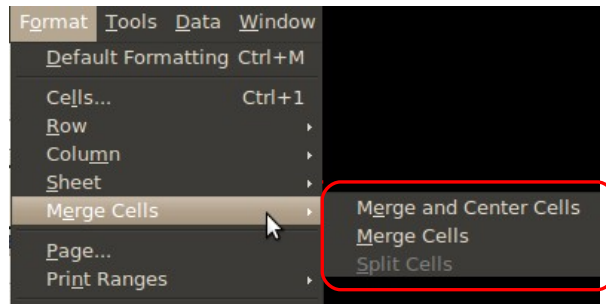 Format Tools Data Window
Default Formatting Ctrl+M
Cells... Ctrl+1
Row
Column
Sheet
Merge Cells
Page...
Print Ranges
Merge and Center Cells
Merge Cells
Split Cells